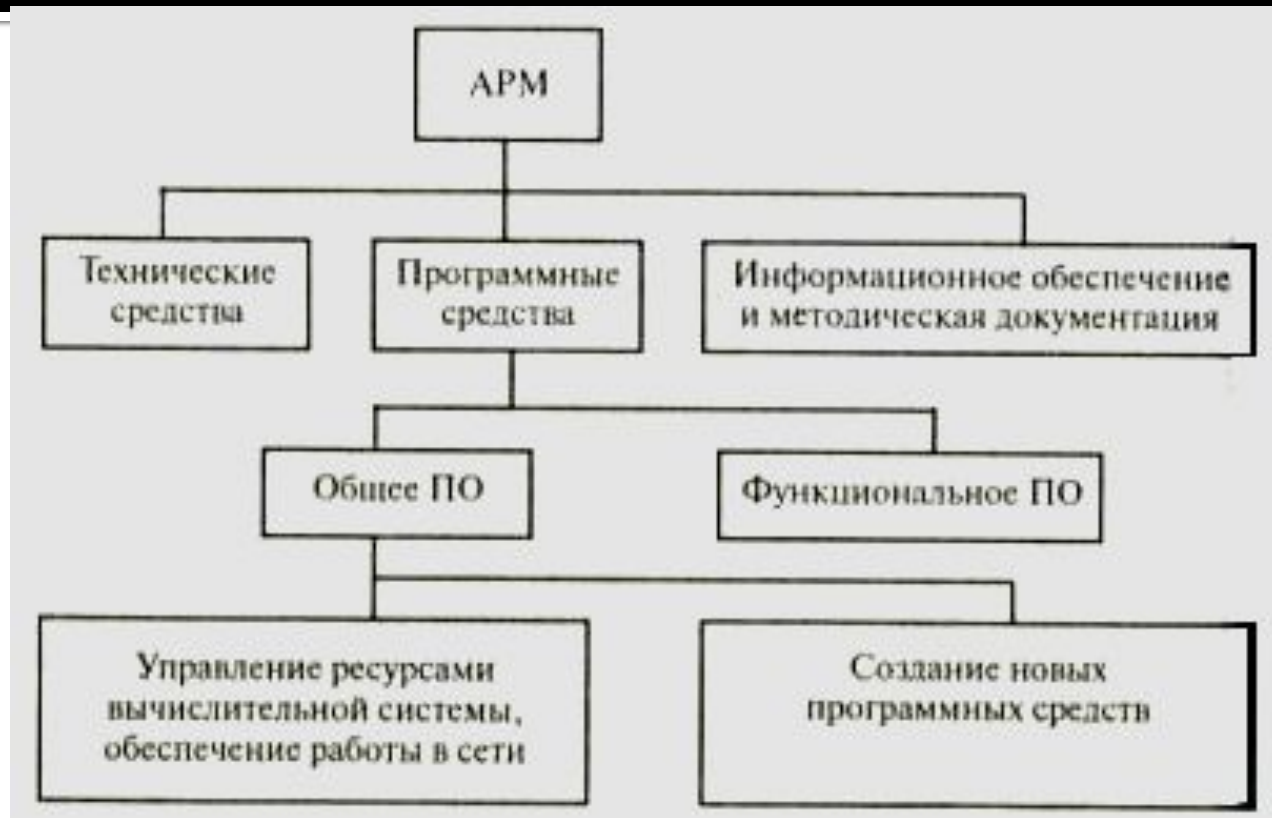 АРМ
Технические
средства
Программные
средства
Информационное обеспечение
и методическая документация
Общее ПО
Функциональное ПО
Управление ресурсами
вычислительной системы,
обеспечение работы в сети
Создание новых
программных средств